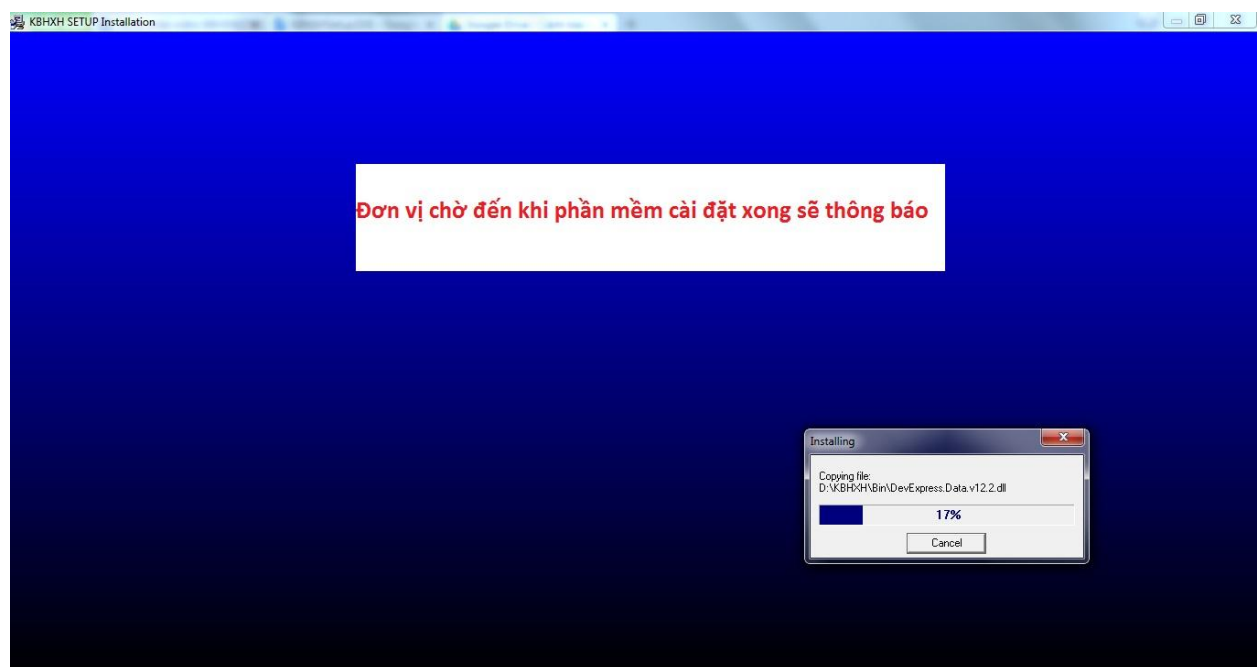 KBHXH SETUP Installation
Đơn vị chờ đến khi phần mềm cài đặt xong sẽ thông báo
Installing
Copying file:
D:\KBHXH\Bin\DevExpress.Data.v12.2.dll
17%
Cancel